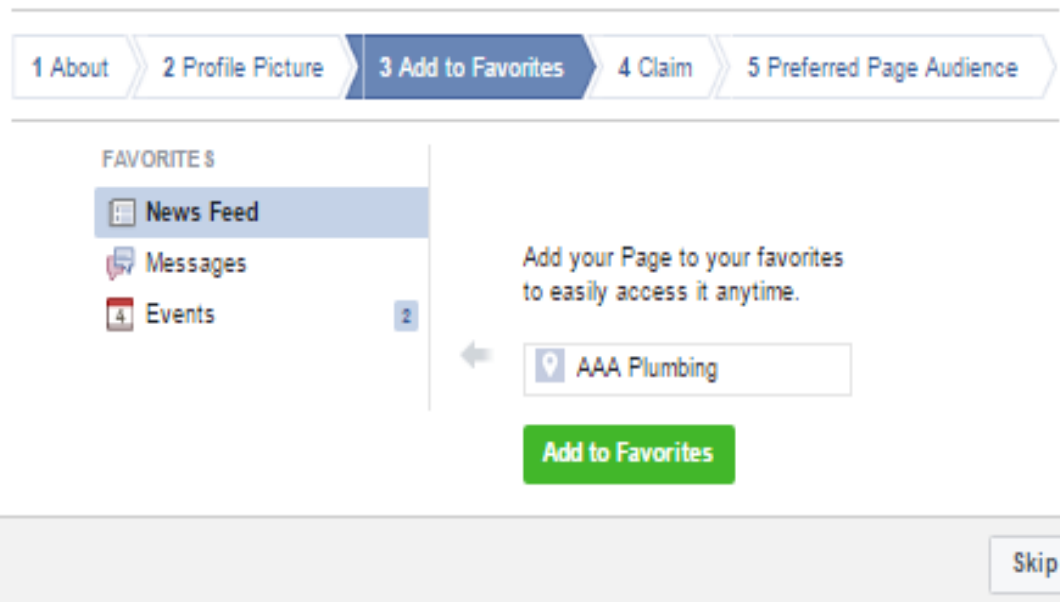 1 About 2 Profile Picture 3 Add to Favorites 4 Claim 5 Preferred Page Audience
FAVORITES
News Feed
Messages
4 Events 2
Add your Page to your favorites
to easily access it anytime.
AAA Plumbing
Add to Favorites
Skip